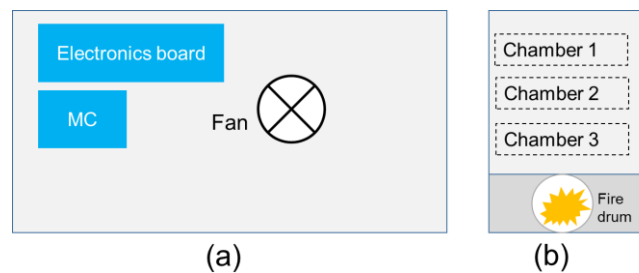 Electronics board
MC
Fan
(a)
Chamber 1
Chamber 2
Chamber 3
Fire
drum
(b)